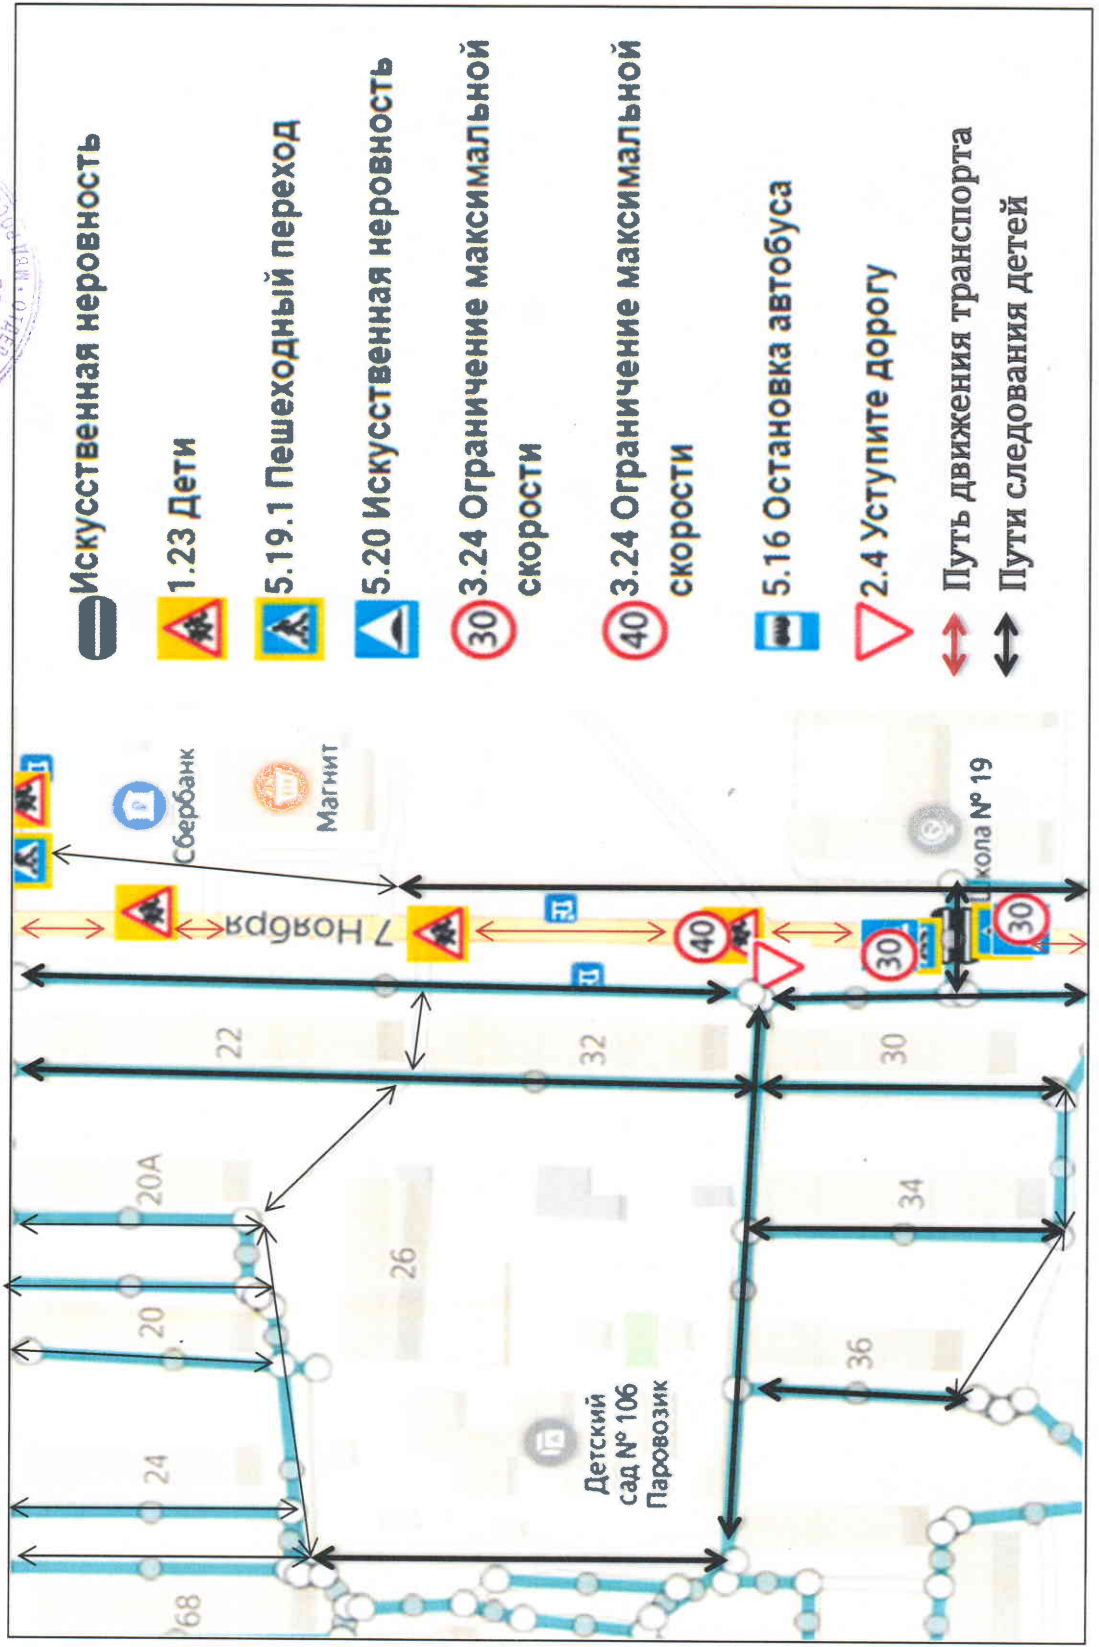 Искусственная неровность
1.23 Дети
5.19.1 Пешеходный переход
5.20 Искусственная неровность
30
3.24 Ограничение максимальной
скорости
40
3.24 Ограничение максимальной
скорости
5.16 Остановка автобуса
2.4 Уступите дорогу
Путь движения транспорта
Пути следования детей
Сбербанк
Магнит
7 Ноября
40
30
30
кола № 19
22
32
30
20А
20
26
34
36
24
68
Детский
сад № 106
Паровозик